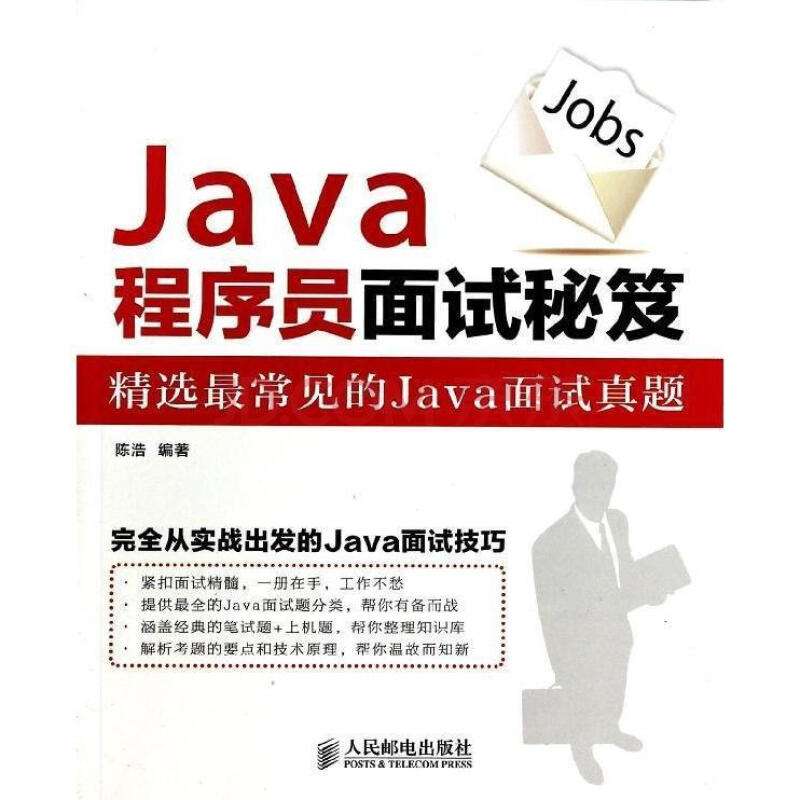 Jobs
Java
程序员面试秘笈
精选最常见的Java面试真题
陈浩 编著
完全从实战出发的Java面试技巧
· 紧扣面试精髓，一册在手，工作不愁
· 提供最全的Java面试题分类，帮你有备而战
· 涵盖经典的笔试题+上机题，帮你整理知识库
· 解析考题的要点和技术原理，帮你温故而知新
人民邮电出版社
POSTS & TELECOM PRESS